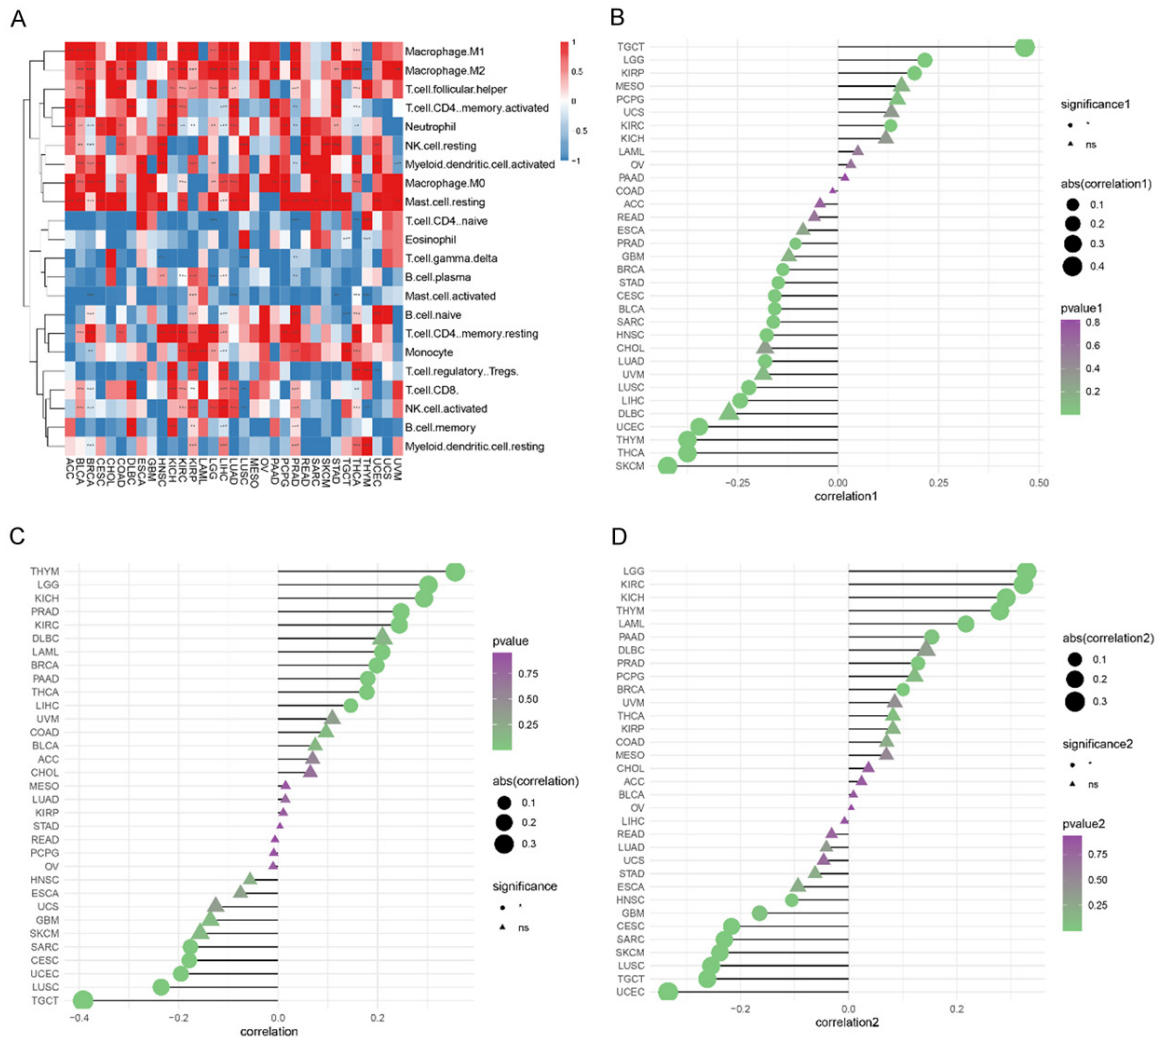 A
1
0.5
0
0.5
−1
Macrophage.M1
Macrophage.M2
T.cell.follicular.helper
T.cell.CD4..memory.activated
Neutrophil
NK.cell.resting
Myeloid.dendritic.cell.activated
Macrophage.M0
Mast.cell.resting
T.cell.CD4..naive
Eosinophil
T.cell.gamma.delta
B.cell.plasma
Mast.cell.activated
B.cell.naive
T.cell.CD4..memory.resting
Monocyte
T.cell.regulatory..Tregs.
T.cell.CD8.
NK.cell.activated
B.cell.memory
Myeloid.dendritic.cell.resting
ACC
BLCA
BRCA
CESC
CHOL
COAD
DLBC
ESCA
GBM
HNSC
KICH
KIRC
KIRP
LAML
LGG
LIHC
LUAD
LUSC
MESO
OV
PAAD
PCPG
PRAD
READ
SARC
SKCM
STAD
TGCT
THCA
THYM
UCEC
UCS
UVM
B
TGCT
LGG
KIRP
MESO
PCPG
UCS
KIRC
KICH
LAML
OV
PAAD
COAD
ACC
READ
ESCA
PRAD
GBM
BRCA
STAD
CESC
BLCA
SARC
HNSC
CHOL
LUAD
UVM
LUSC
LIHC
DLBC
UCEC
THYM
THCA
SKCM
−0.25 0.00 0.25 0.50
correlation1
significance1
*
ns
abs(correlation1)
0.1
0.2
0.3
0.4
pvalue1
0.8
0.6
0.4
0.2
C
THYM
LGG
KICH
PRAD
KIRC
DLBC
LAML
BRCA
PAAD
THCA
LIHC
UVM
COAD
BLCA
ACC
CHOL
MESO
LUAD
KIRP
STAD
READ
PCPG
OV
HNSC
ESCA
UCS
GBM
SKCM
SARC
CESC
UCEC
LUSC
TGCT
−0.4 −0.2 0.0 0.2
correlation
pvalue
0.75
0.50
0.25
abs(correlation)
0.1
0.2
0.3
significance
*
ns
D
LGG
KIRC
KICH
THYM
LAML
PAAD
DLBC
PRAD
PCPG
BRCA
UVM
THCA
KIRP
COAD
MESO
CHOL
ACC
BLCA
OV
LIHC
READ
LUAD
UCS
STAD
ESCA
HNSC
GBM
CESC
SARC
SKCM
LUSC
TGCT
UCEC
−0.2 0.0 0.2
correlation2
abs(correlation2)
0.1
0.2
0.3
significance2
*
ns
pvalue2
0.75
0.50
0.25